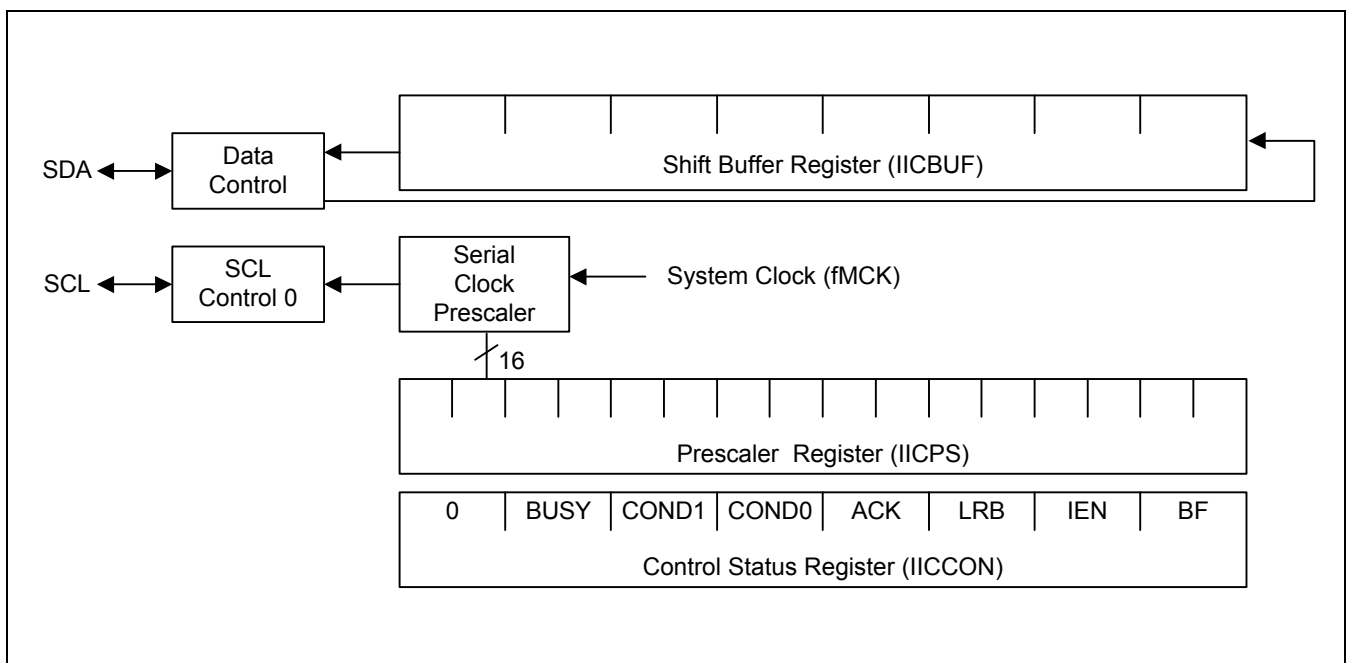 SDA
Data
Control
Shift Buffer Register (IICBUF)
SCL
SCL
Control 0
Serial
Clock
Prescaler
System Clock (fMCK)
16
Prescaler Register (IICPS)
0 BUSY COND1 COND0 ACK LRB IEN BF
Control Status Register (IICCON)